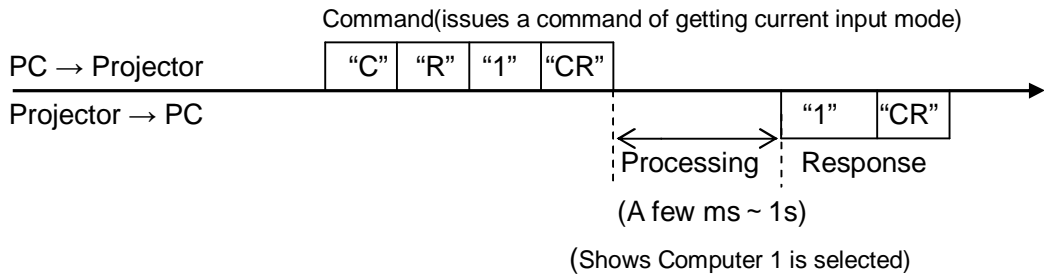 Command(issues a command of getting current input mode)
PC → Projector “C” “R” “1” “CR”
Projector → PC “1” “CR”
Processing Response
(A few ms ~ 1s)
(Shows Computer 1 is selected)